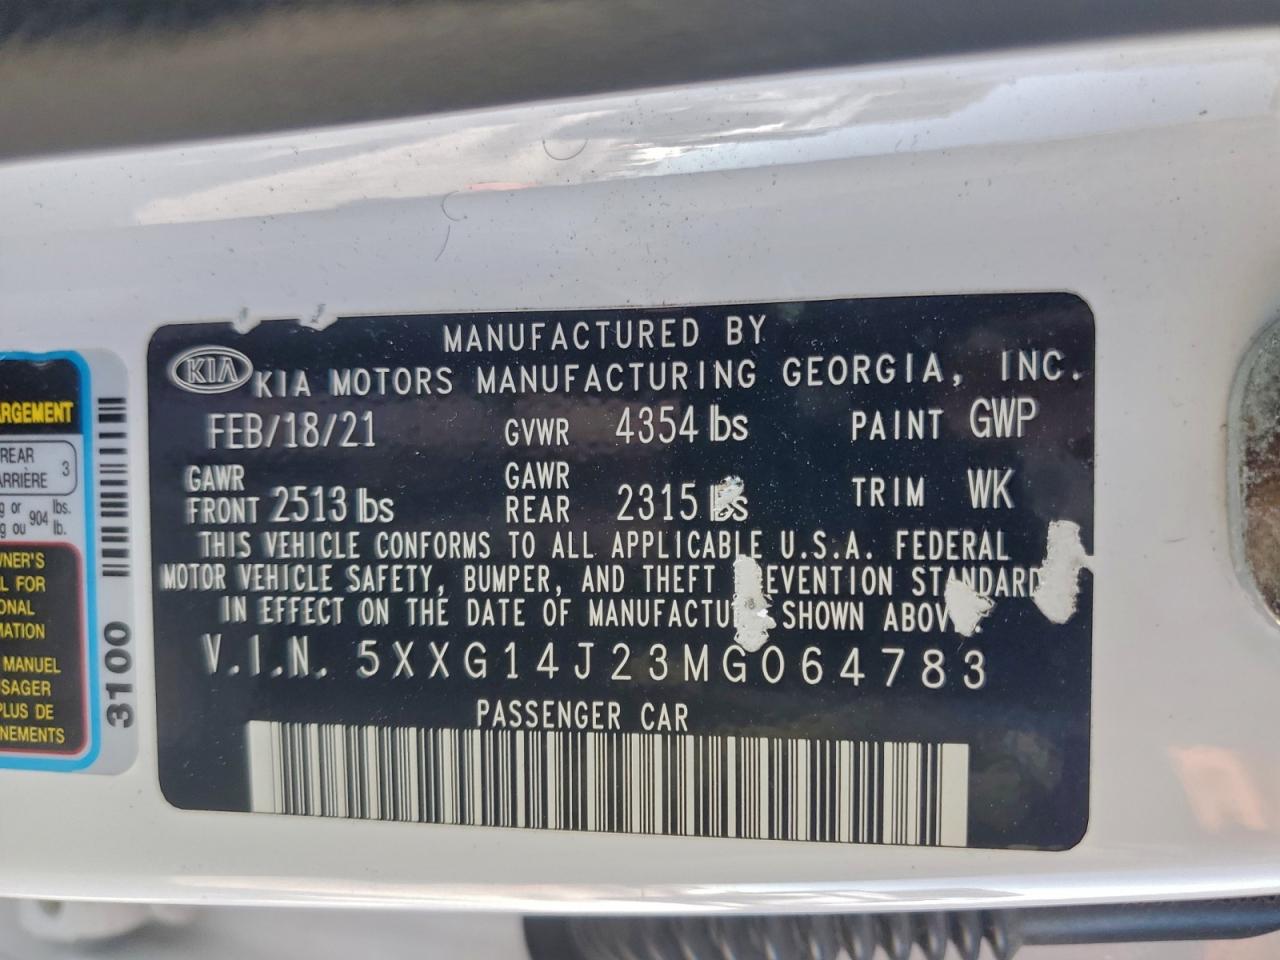 MANUFACTURED BY
KIA KIA MOTORS MANUFACTURING GEORGIA, INC.
FEB/18/21 GVWR 4354 lbs PAINT GWP
GAWR FRONT 2513 lbs GAWR REAR 2315 lbs TRIM WK
THIS VEHICLE CONFORMS TO ALL APPLICABLE U.S.A. FEDERAL
MOTOR VEHICLE SAFETY, BUMPER, AND THEFT EVENTION STANDARD
IN EFFECT ON THE DATE OF MANUFACTU SHOWN ABOV.
V.I.N. 5XXG14J23MG064783
PASSENGER CAR
ARGEMENT
REAR
ARRIÈRE 3
g or 904 lbs.
g ou lb.
WNER'S
L FOR
ONAL
MATION
MANUEL
SAGER
PLUS DE
NEMENTS
3100